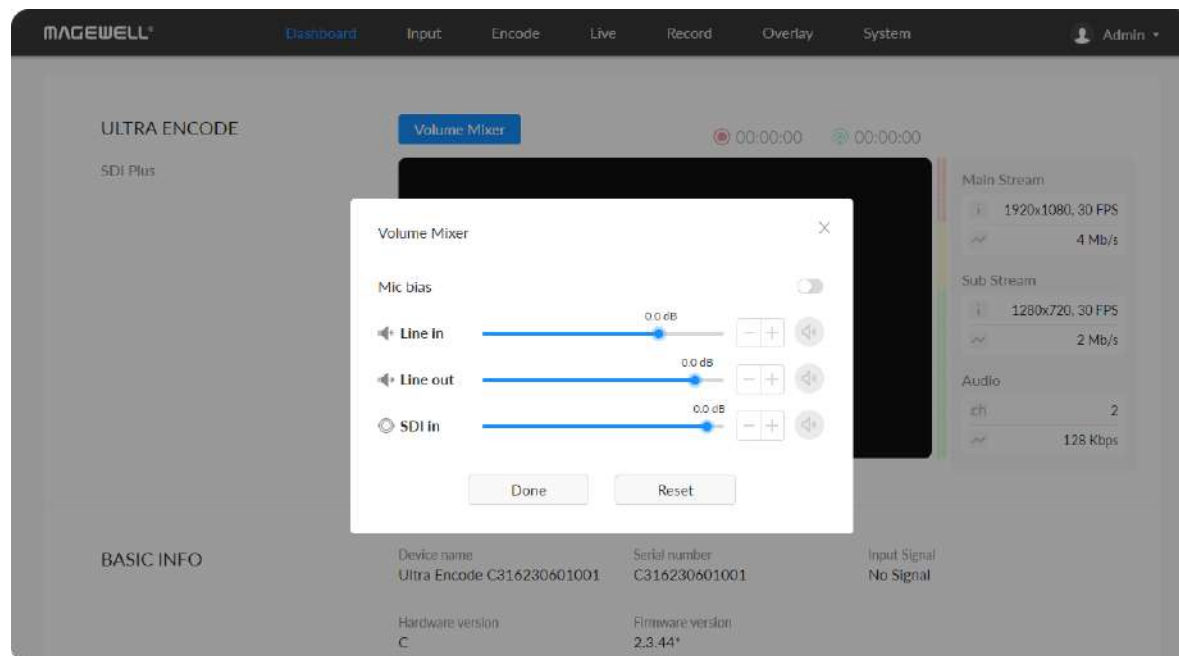 MAGEWELL®
Dashboard Input Encode Live Record Overlay System Admin
ULTRA ENCODE
SDI Plus
Volume Mixer
00:00:00 00:00:00
Main Stream
1920x1080, 30 FPS
4 Mb/s
Sub Stream
1280x720, 30 FPS
2 Mb/s
Audio
ch 2
128 Kbps
Volume Mixer
Mic bias
0.0 dB
Line in
0.0 dB
Line out
0.0 dB
SDI in
Done Reset
BASIC INFO
Device name Serial number Input Signal
Ultra Encode C316230601001 C316230601001 No Signal
Hardware version Firmware version
C 2.3.44*